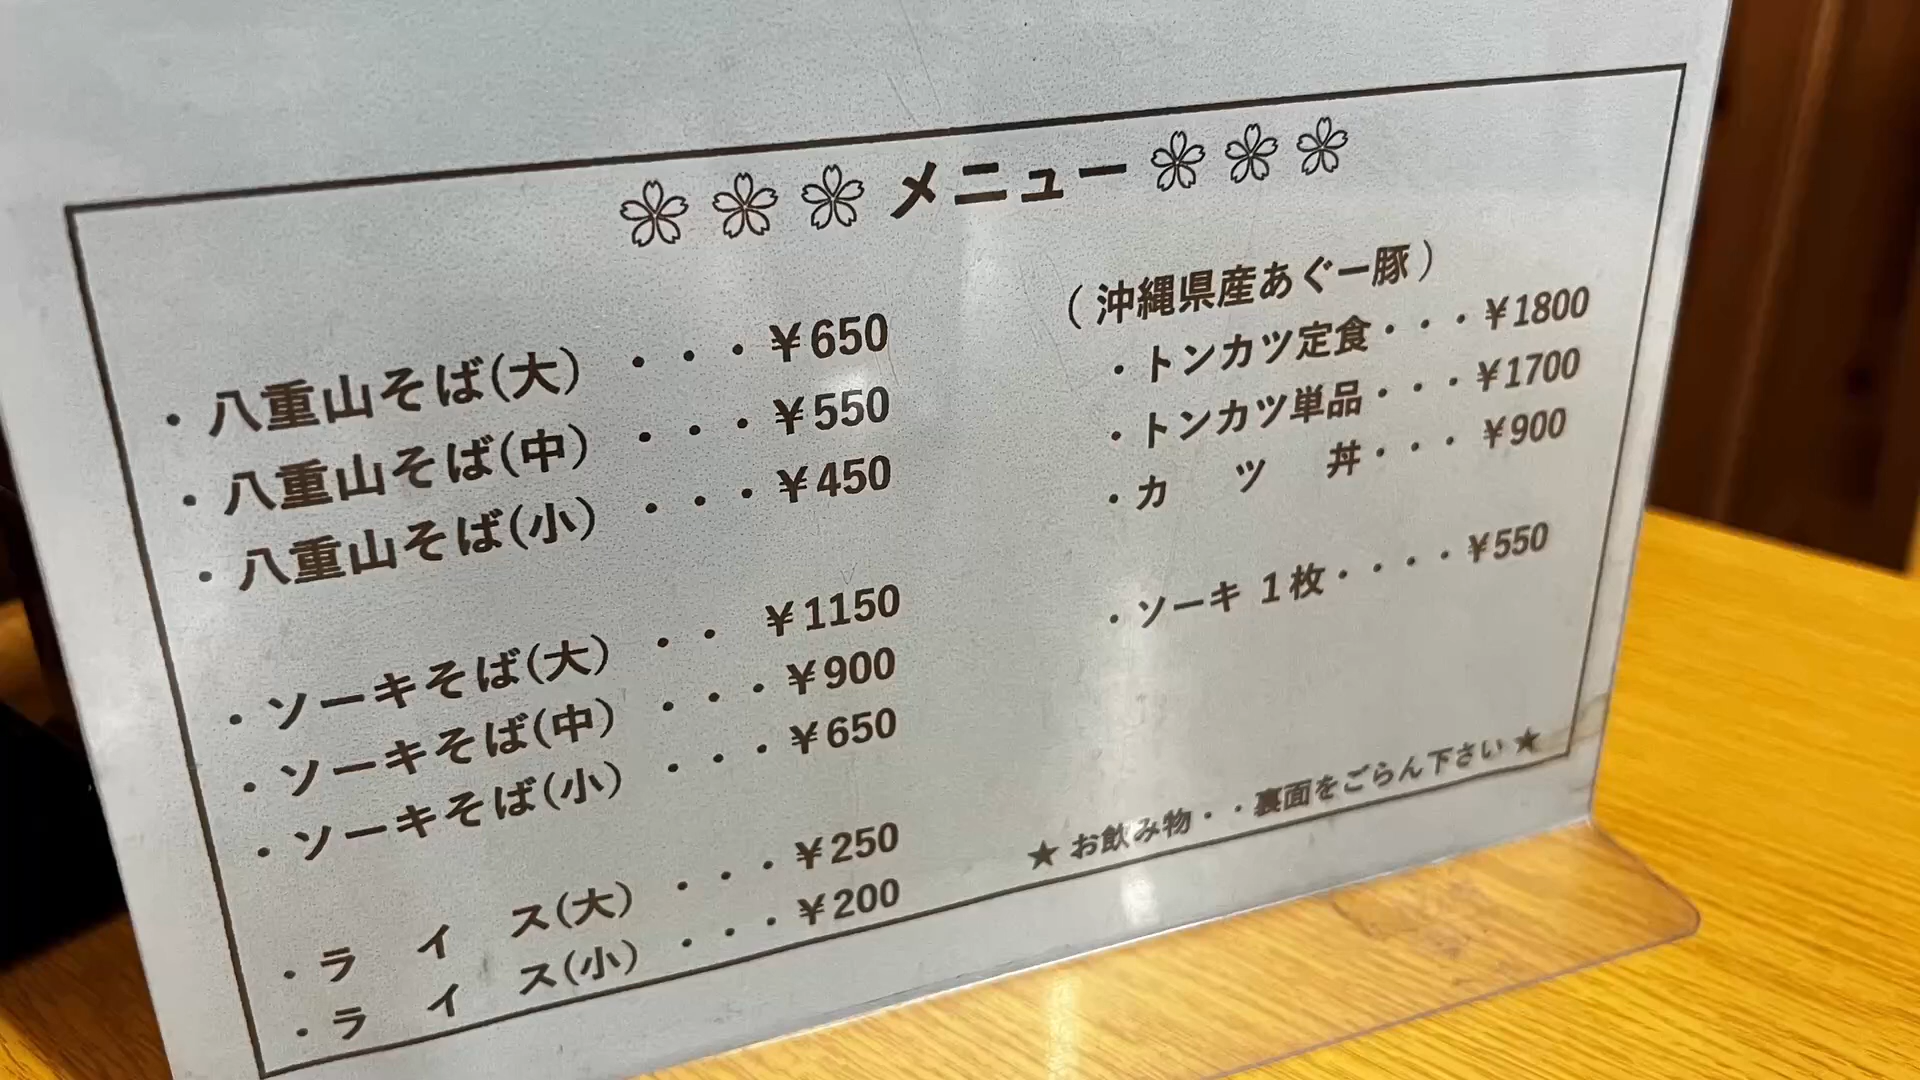 メニュー
・八重山そば(大) ・・・¥650
・八重山そば(中) ・・・¥550
・八重山そば(小) ・・・¥450
・ソーキそば(大) ・・ ¥1150
・ソーキそば(中) ・・・¥900
・ソーキそば(小) ・・・¥650
・ラ イ ス(大) ・・・¥250
・ラ イ ス(小) ・・・¥200
(沖縄県産あぐー豚)
・トンカツ定食・・・¥1800
・トンカツ単品・・・¥1700
・カ ツ 丼・・・¥900
・ソーキ 1枚・・・・¥550
★お飲み物・・裏面をごらん下さい★